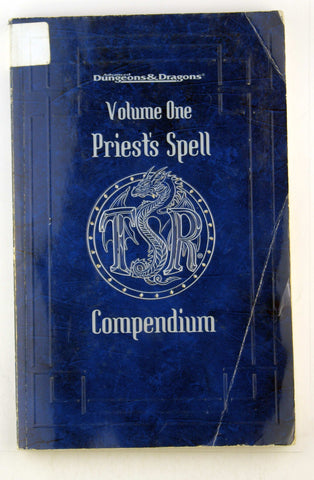 Advanced
Dungeons & Dragons®
Volume One
Priest's Spell
TSR®
Compendium